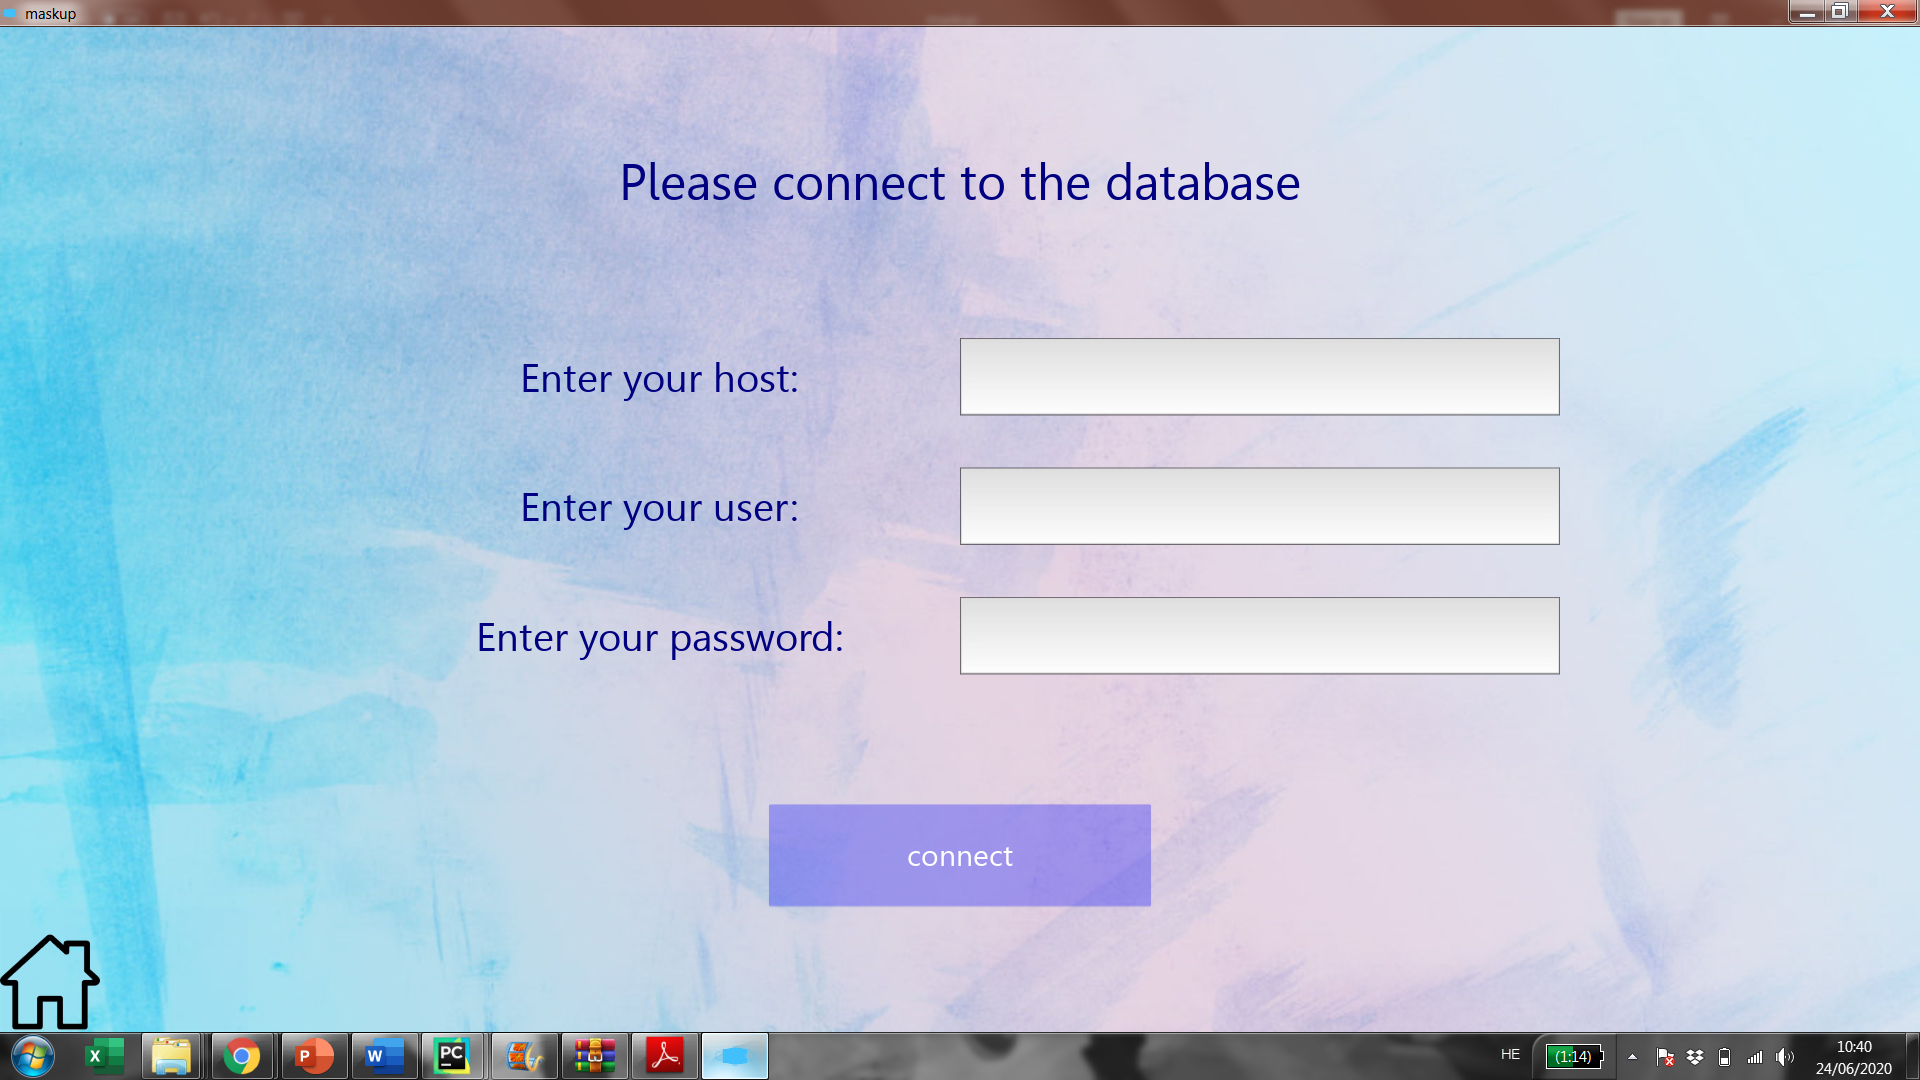 maskup
Please connect to the database
Enter your host:
Enter your user:
Enter your password:
connect
X
P
W
PC
HE
(1:14)
10:40
24/06/2020